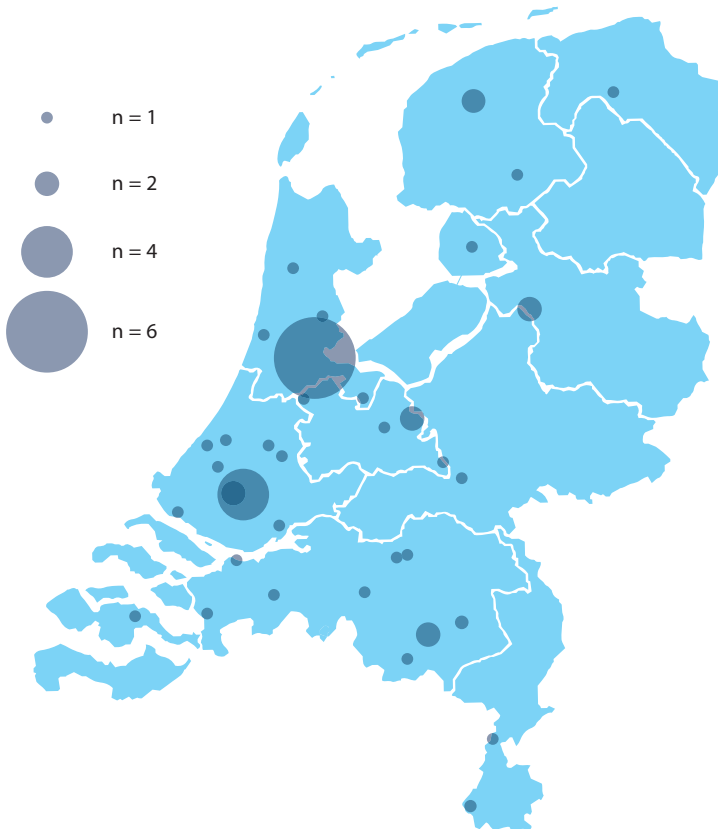 n = 1
n = 2
n = 4
n = 6